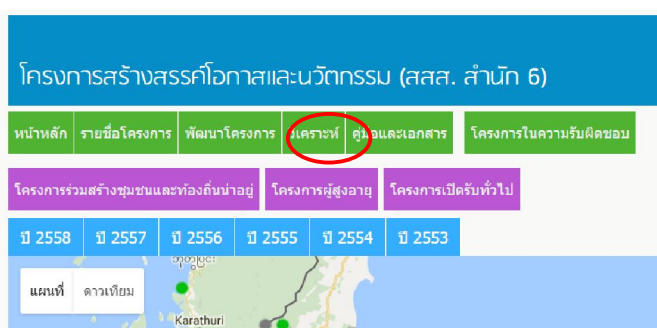 โครงการสร้างสรรค์โอกาสและนวัตกรรม (สสส. สำนัก 6)
หน้าหลัก รายชื่อโครงการ พัฒนาโครงการ วิเคราะห์ คู่มือและเอกสาร โครงการในความรับผิดชอบ
โครงการร่วมสร้างชุมชนและท้องถิ่นน่าอยู่ โครงการผู้สูงอายุ โครงการเปิดรับทั่วไป
ปี 2558 ปี 2557 ปี 2556 ปี 2555 ปี 2554 ปี 2553
แผนที่ ดาวเทียม
Karathuri